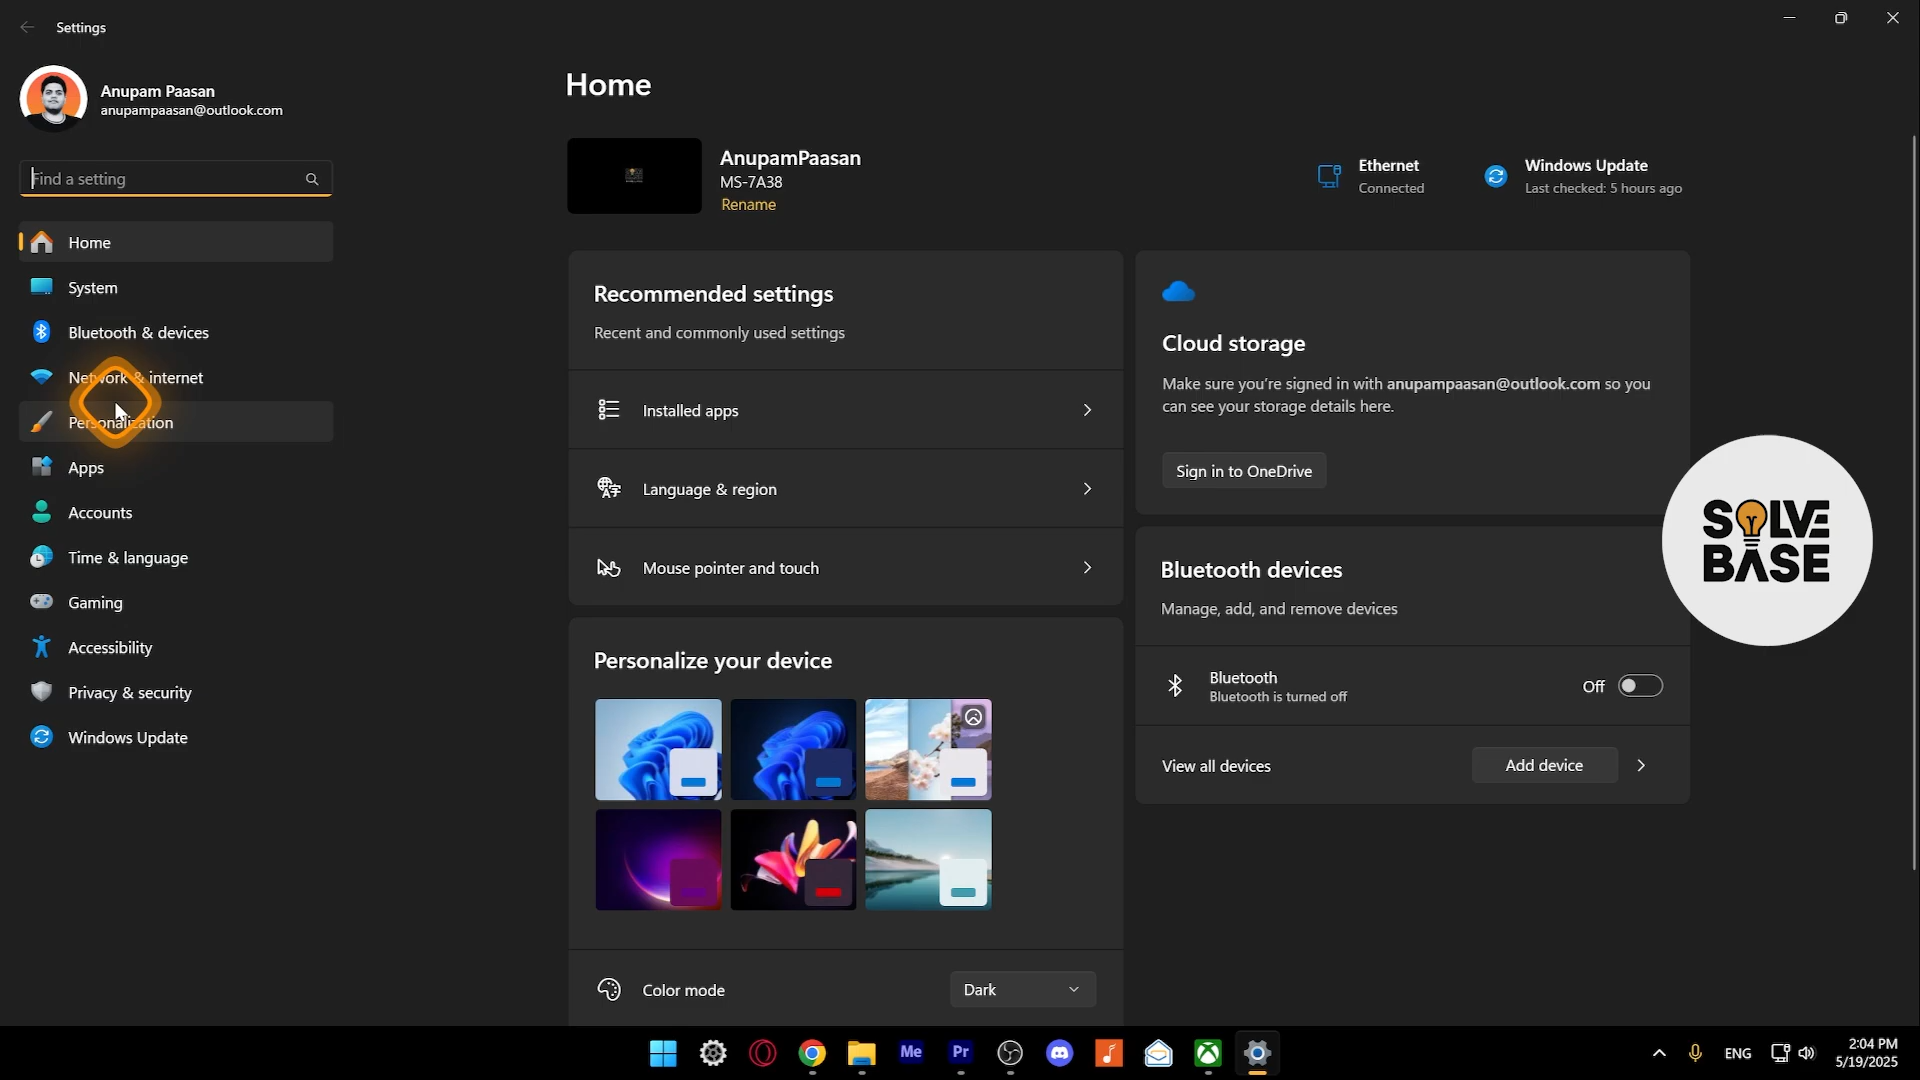 Settings
Anupam Paasan
anupampaasan@outlook.com
Find a setting
Home
System
Bluetooth & devices
Network & internet
Personalization
Apps
Accounts
Time & language
Gaming
Accessibility
Privacy & security
Windows Update
Home
AnupamPaasan
MS-7A38
Rename
Ethernet
Connected
Windows Update
Last checked: 5 hours ago
Recommended settings
Recent and commonly used settings
Installed apps
Language & region
Mouse pointer and touch
Personalize your device
Color mode
Dark
Cloud storage
Make sure you're signed in with anupampaasan@outlook.com so you
can see your storage details here.
Sign in to OneDrive
Bluetooth devices
Manage, add, and remove devices
Bluetooth
Bluetooth is turned off
Off
View all devices
Add device
SOLVE
BASE
Me
Pr
ENG
2:04 PM
5/19/2025